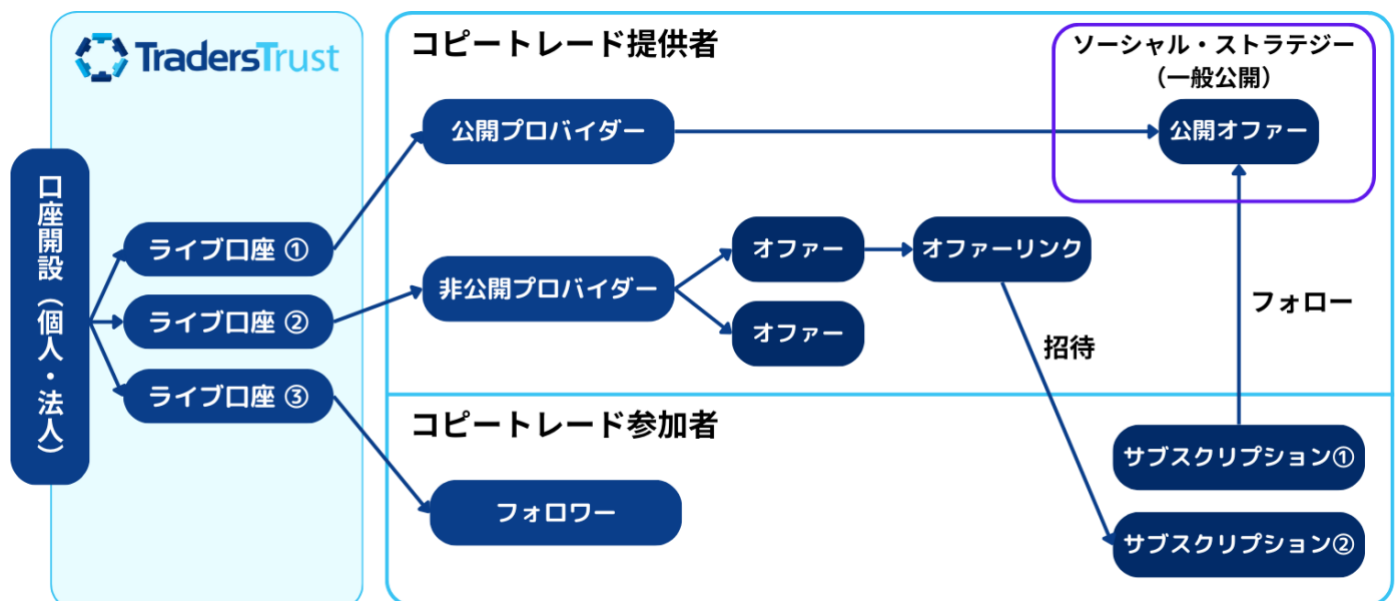 TradersTrust
口座開設（個人・法人）
ライブ口座 ①
ライブ口座 ②
ライブ口座 ③
コピートレード提供者
公開プロバイダー
非公開プロバイダー
オファー
オファー
オファーリンク
招待
ソーシャル・ストラテジー
（一般公開）
公開オファー
フォロー
コピートレード参加者
フォロワー
サブスクリプション①
サブスクリプション②